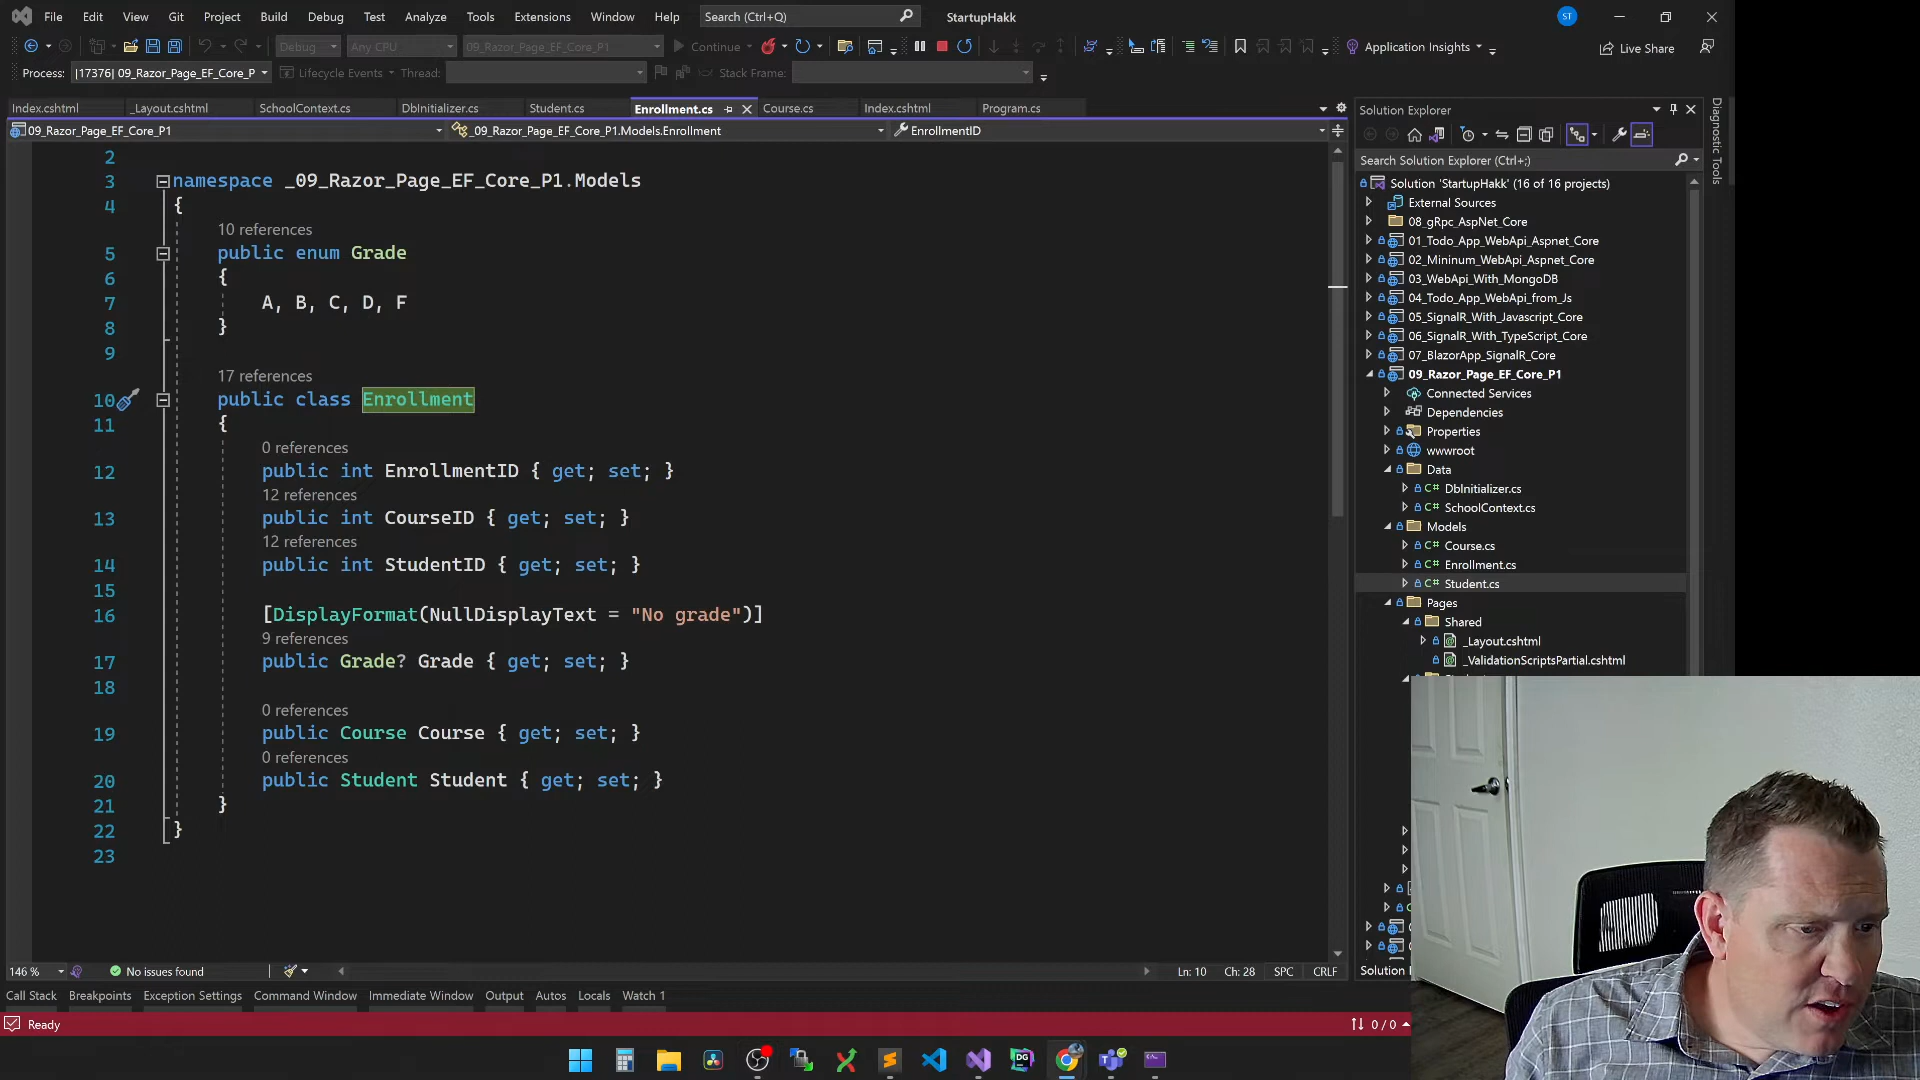 File Edit View Git Project Build Debug Test Analyze Tools Extensions Window Help Search (Ctrl+Q) StartupHakk ST
Debug Any CPU 09_Razor_Page_EF_Core_P1 Continue Application Insights Live Share
Process: [17376] 09_Razor_Page_EF_Core_P Lifecycle Events Thread: Stack Frame:
Index.cshtml _Layout.cshtml SchoolContext.cs DbInitializer.cs Student.cs Enrollment.cs Course.cs Index.cshtml Program.cs
09_Razor_Page_EF_Core_P1 _09_Razor_Page_EF_Core_P1.Models.Enrollment EnrollmentID
2
3 namespace _09_Razor_Page_EF_Core_P1.Models
4 {
10 references
5 public enum Grade
6 {
7 A, B, C, D, F
8 }
9
17 references
10 public class Enrollment
11 {
0 references
12 public int EnrollmentID { get; set; }
12 references
13 public int CourseID { get; set; }
12 references
14 public int StudentID { get; set; }
15
16 [DisplayFormat(NullDisplayText = "No grade")]
9 references
17 public Grade? Grade { get; set; }
18
0 references
19 public Course Course { get; set; }
0 references
20 public Student Student { get; set; }
21 }
22 }
23
146 % No issues found Ln: 10 Ch: 28 SPC CRLF
Call Stack Breakpoints Exception Settings Command Window Immediate Window Output Autos Locals Watch 1
Ready 0 / 0
Solution Explorer
Search Solution Explorer (Ctrl+;)
Solution 'StartupHakk' (16 of 16 projects)
External Sources
08_gRpc_AspNet_Core
01_Todo_App_WebApi_Aspnet_Core
02_Mininum_WebApi_Aspnet_Core
03_WebApi_With_MongoDB
04_Todo_App_WebApi_from_Js
05_SignalR_With_Javascript_Core
06_SignalR_With_TypeScript_Core
07_BlazorApp_SignalR_Core
09_Razor_Page_EF_Core_P1
Connected Services
Dependencies
Properties
wwwroot
Data
C# DbInitializer.cs
C# SchoolContext.cs
Models
C# Course.cs
C# Enrollment.cs
C# Student.cs
Pages
Shared
_Layout.cshtml
_ValidationScriptsPartial.cshtml
Solution
Diagnostic Tools
DG